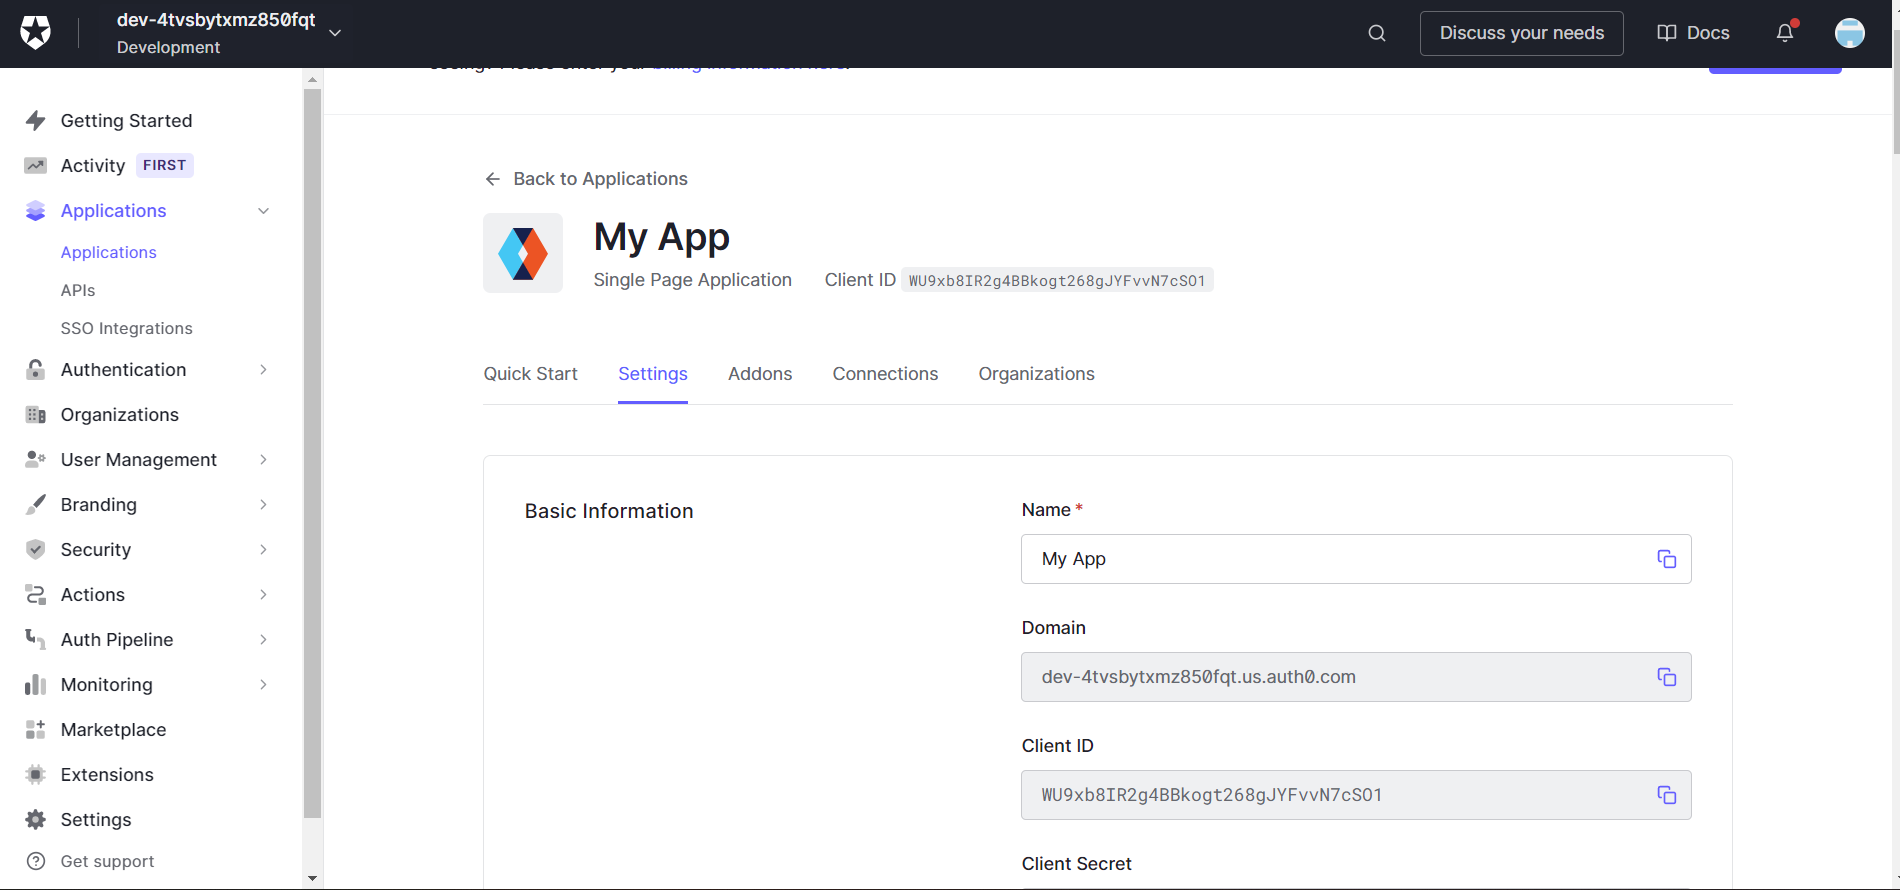 dev-4tvsbytxmz850fqt
Development
Discuss your needs
Docs
Getting Started
Activity FIRST
Applications
Applications
APIs
SSO Integrations
Authentication
Organizations
User Management
Branding
Security
Actions
Auth Pipeline
Monitoring
Marketplace
Extensions
Settings
Get support
Back to Applications
My App
Single Page Application Client ID WU9xb8IR2g4BBkogt268gJYFvvN7cSO1
Quick Start Settings Addons Connections Organizations
Basic Information
Name *
My App
Domain
dev-4tvsbytxmz850fqt.us.auth0.com
Client ID
WU9xb8IR2g4BBkogt268gJYFvvN7cSO1
Client Secret